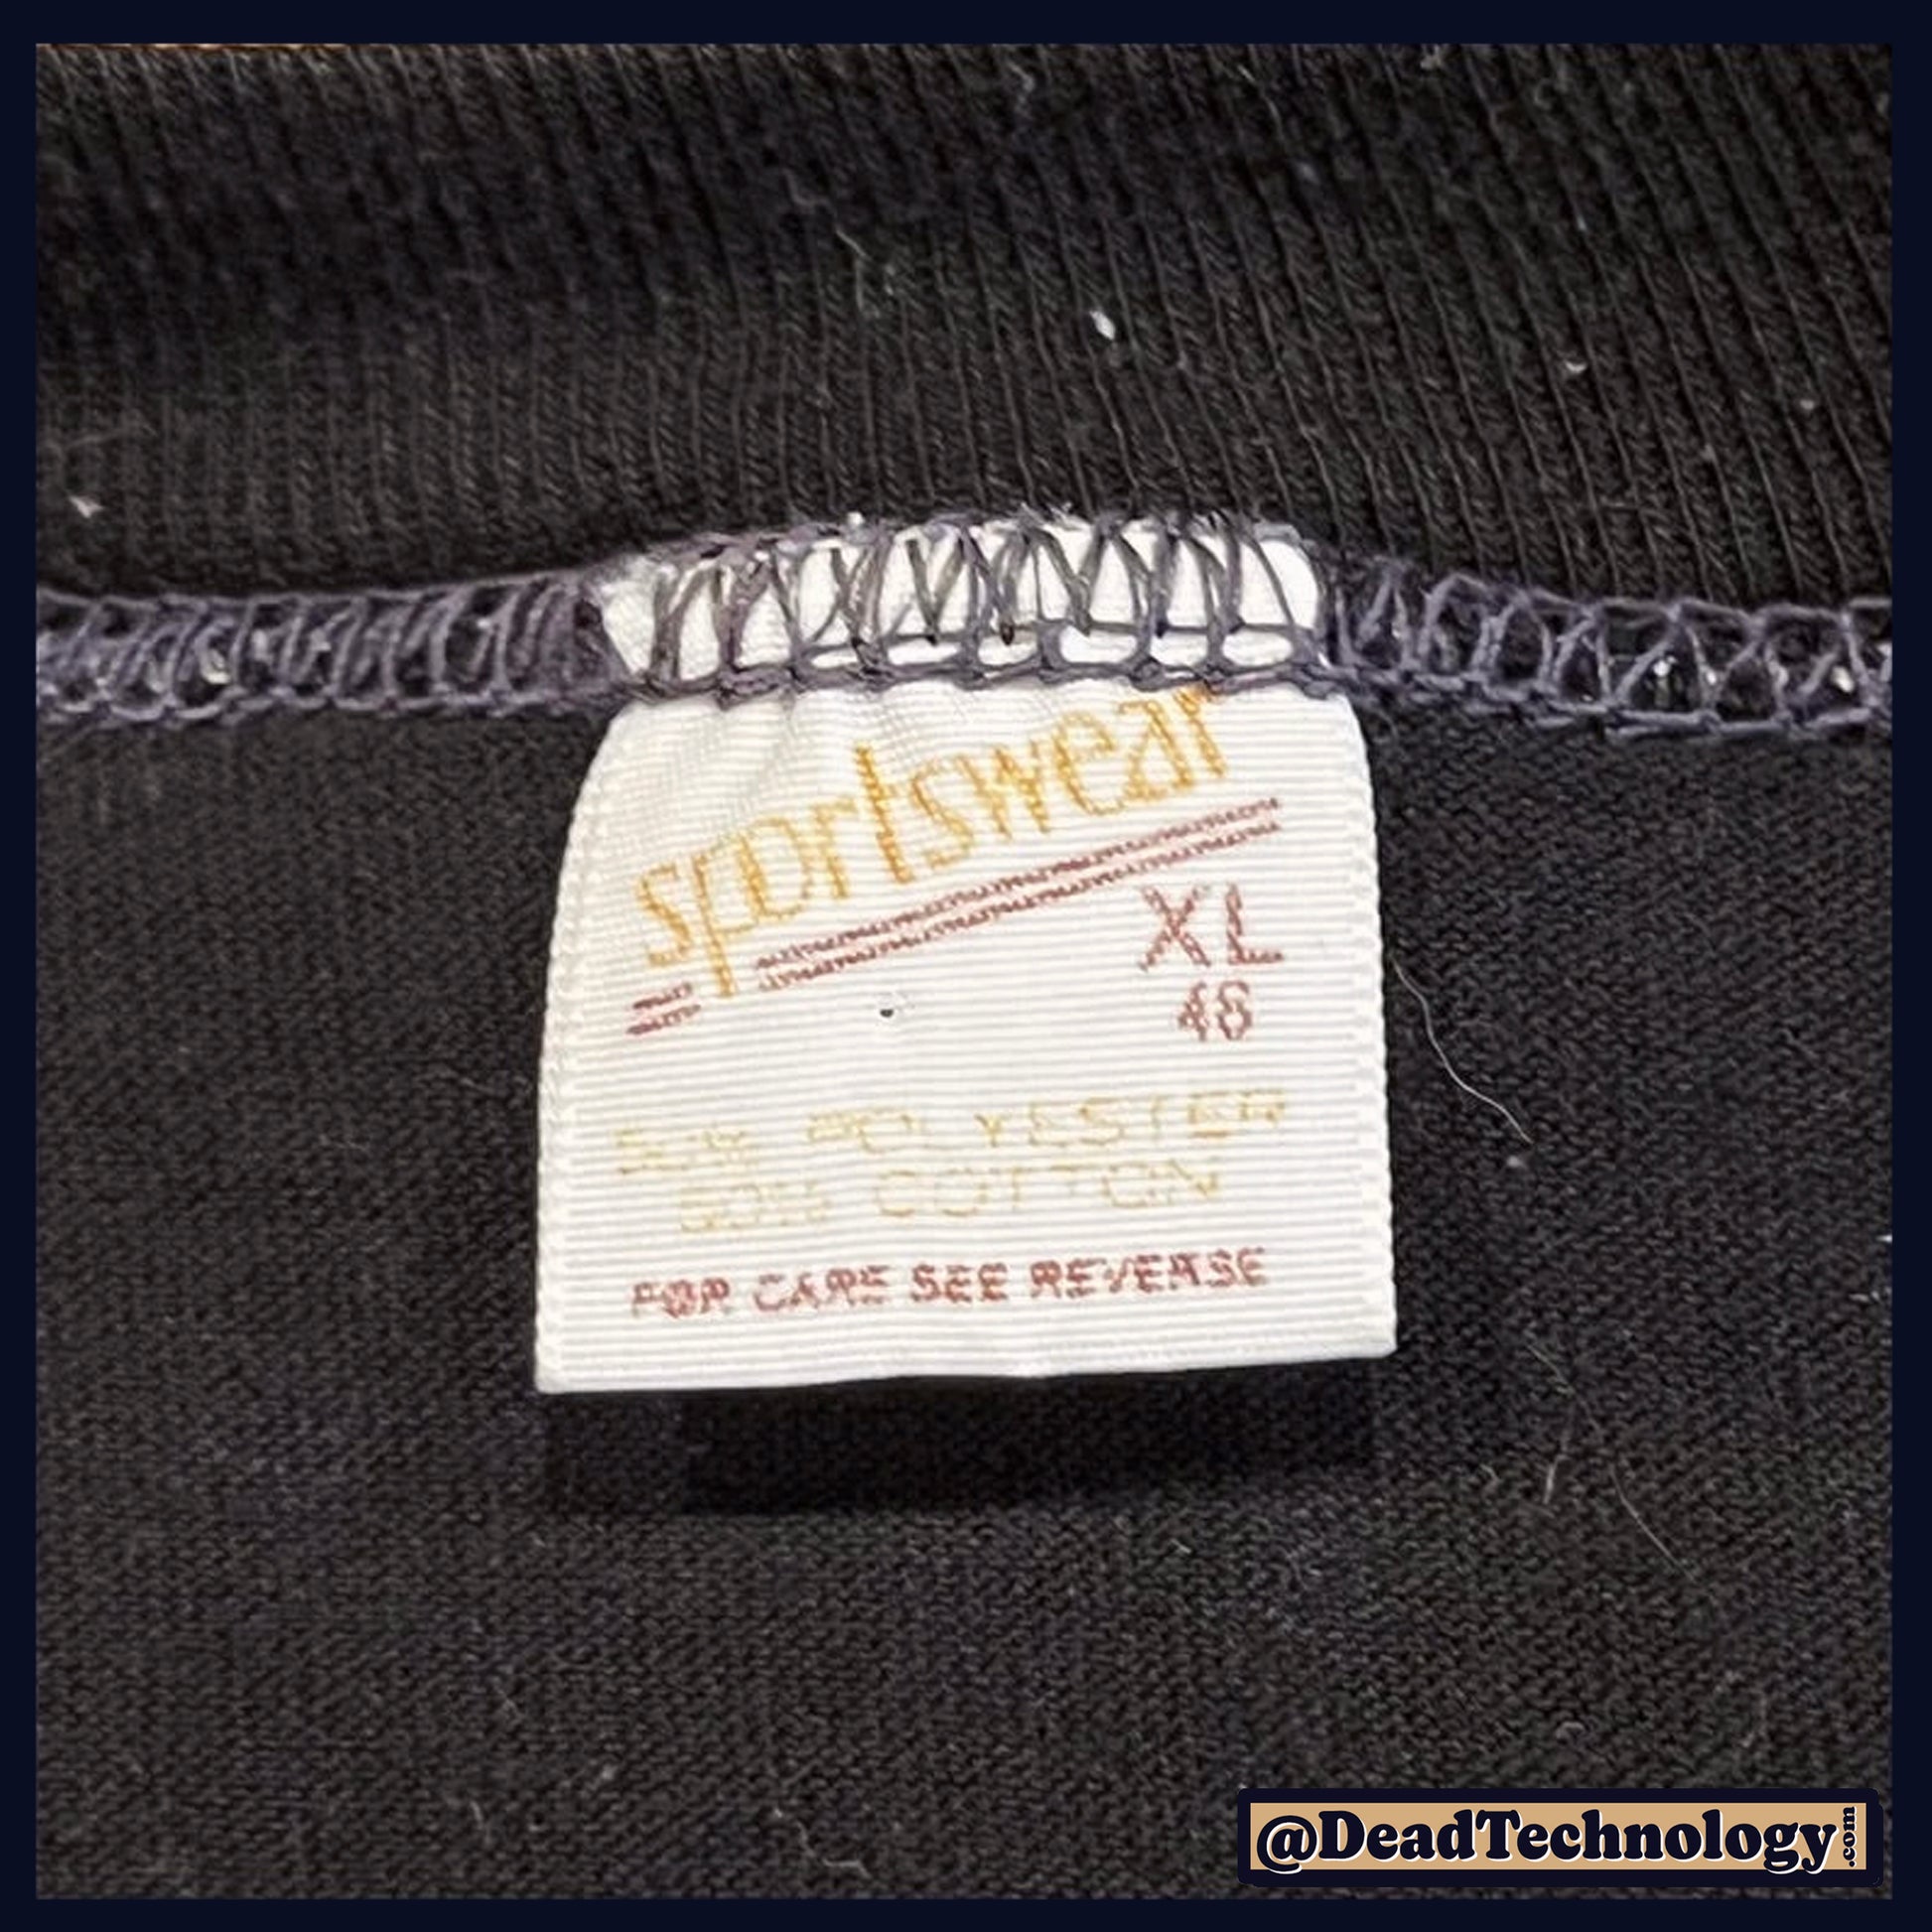 sportswear
XL
46
50% POLYESTER
50% COTTON
FOR CARE SEE REVERSE
@DeadTechnology.com